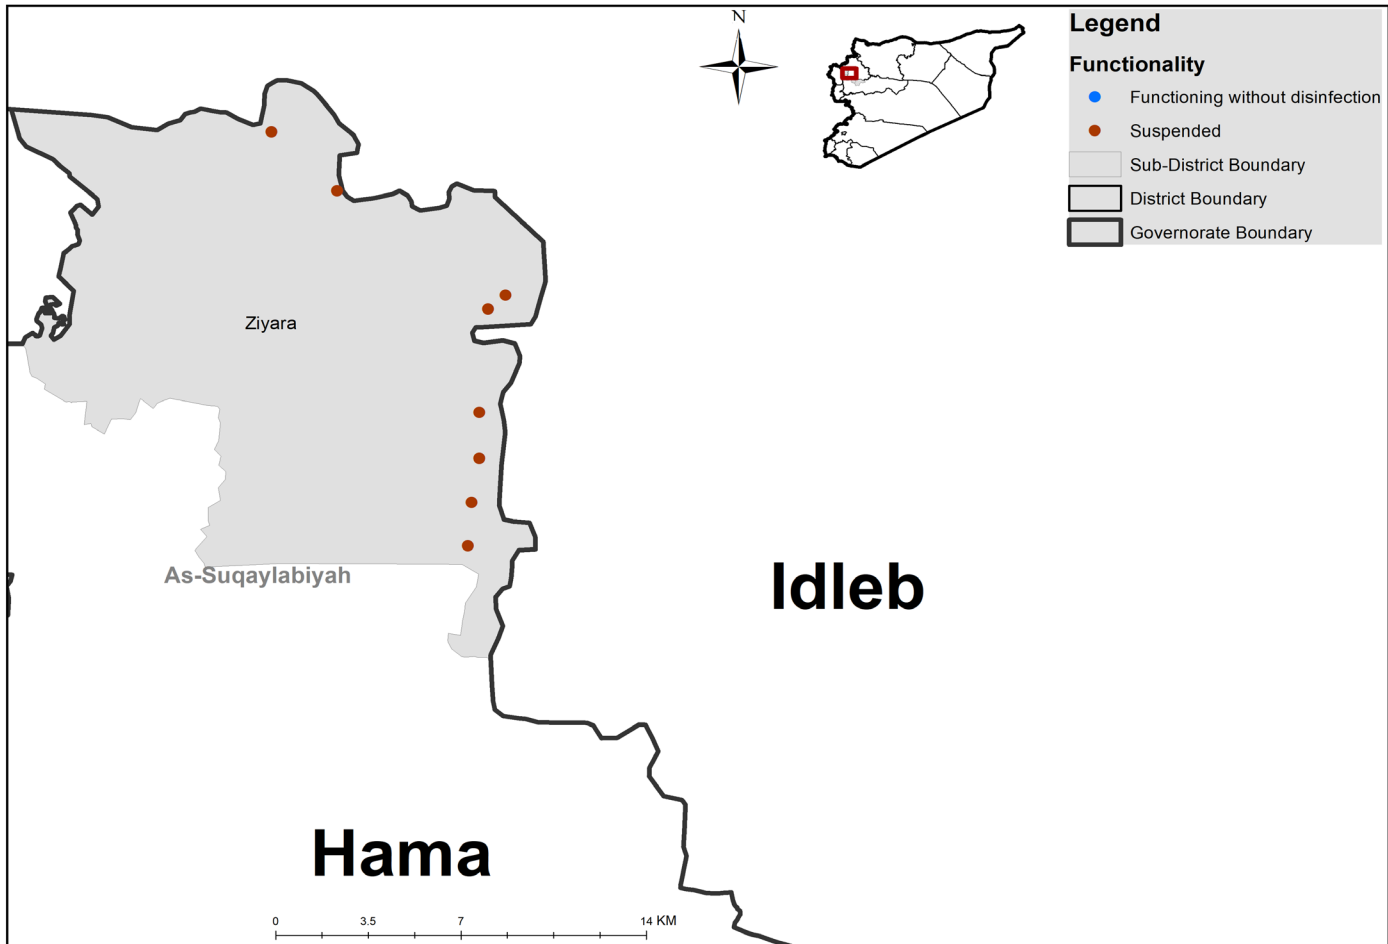 N
Legend
Functionality
Functioning without disinfection
Suspended
Sub-District Boundary
District Boundary
Governorate Boundary
Ziyara
As-Suqaylabiyah
Idleb
Hama
0 3.5 7 14 KM